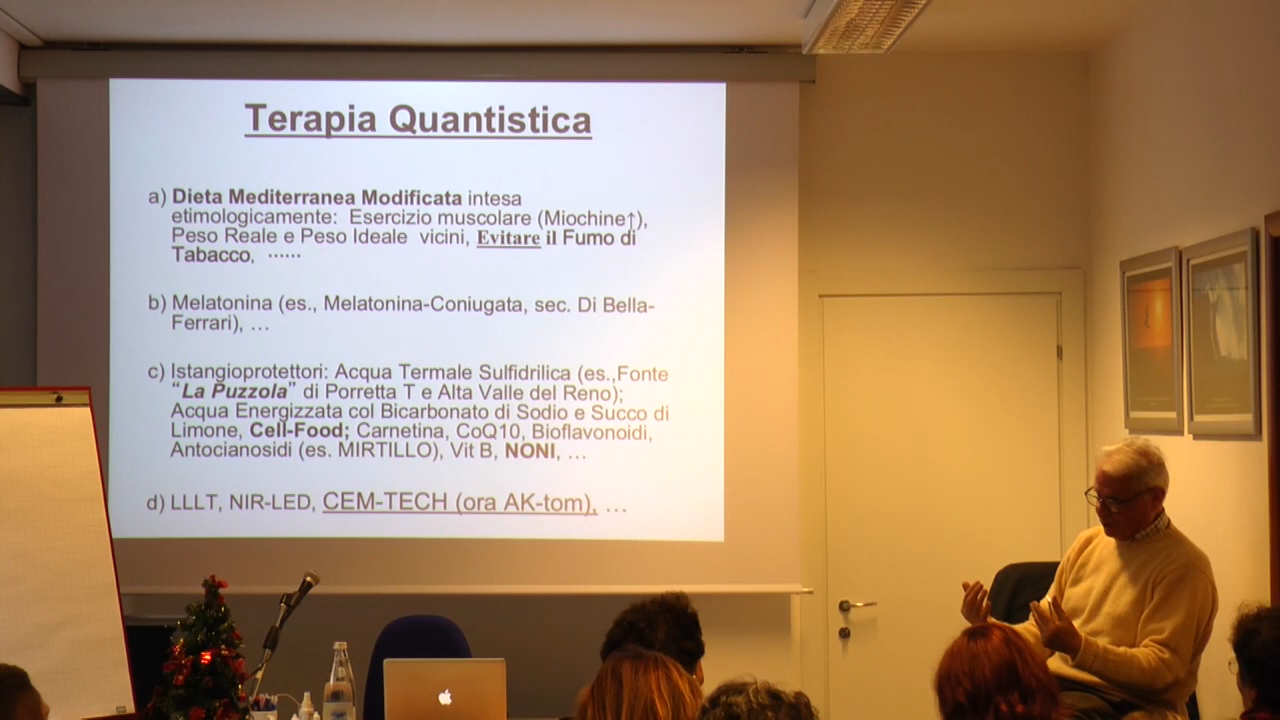 Terapia Quantistica
a) Dieta Mediterranea Modificata intesa
etimologicamente: Esercizio muscolare (Miochine↑),
Peso Reale e Peso Ideale vicini, Evitare il Fumo di
Tabacco, ······
b) Melatonina (es., Melatonina-Coniugata, sec. Di Bella-
Ferrari), …
c) Istangioprotettori: Acqua Termale Sulfidrilica (es.,Fonte
“La Puzzola” di Porretta T e Alta Valle del Reno);
Acqua Energizzata col Bicarbonato di Sodio e Succo di
Limone, Cell-Food; Carnetina, CoQ10, Bioflavonoidi,
Antocianosidi (es. MIRTILLO), Vit B, NONI, …
d) LLLT, NIR-LED, CEM-TECH (ora AK-tom), …